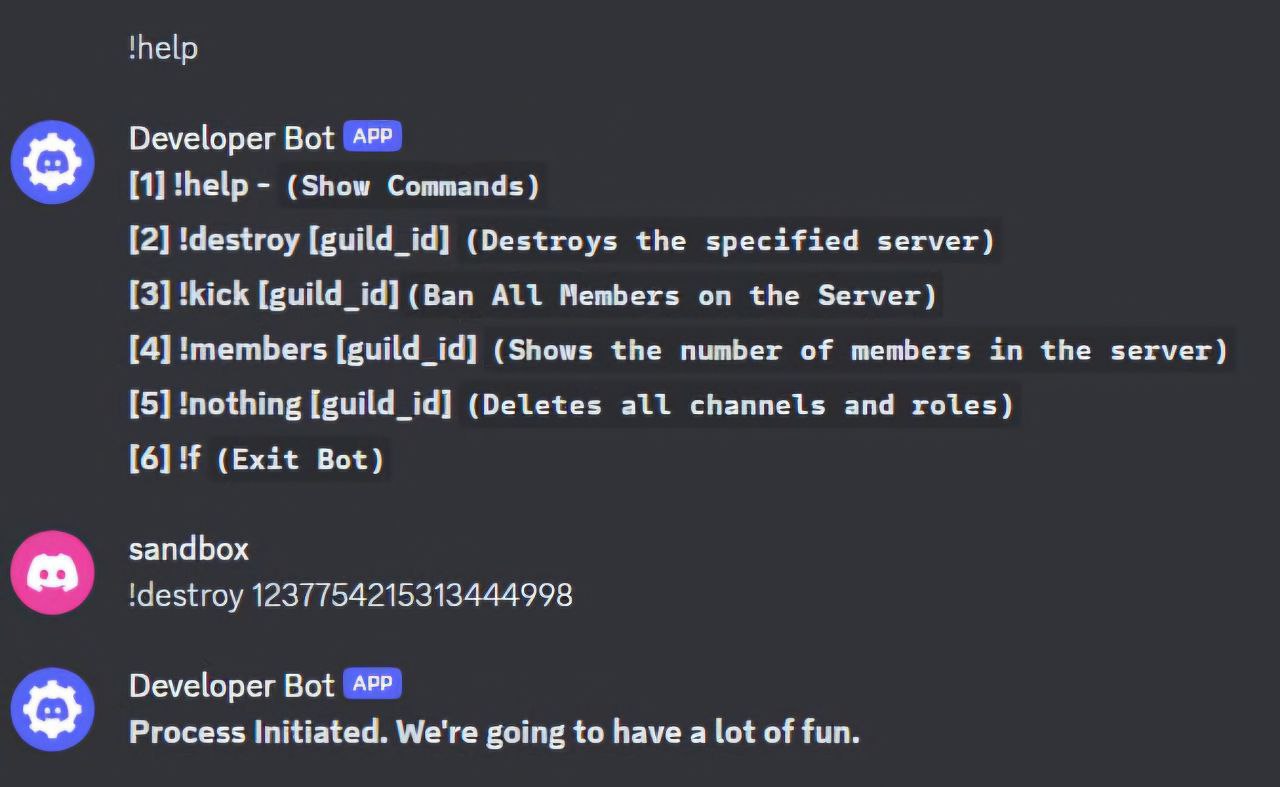 !help
Developer Bot APP
[1] !help - (Show Commands)
[2] !destroy [guild_id] (Destroys the specified server)
[3] !kick [guild_id] (Ban All Members on the Server)
[4] !members [guild_id] (Shows the number of members in the server)
[5] !nothing [guild_id] (Deletes all channels and roles)
[6] !f (Exit Bot)
sandbox
!destroy 1237754215313444998
Developer Bot APP
Process Initiated. We're going to have a lot of fun.